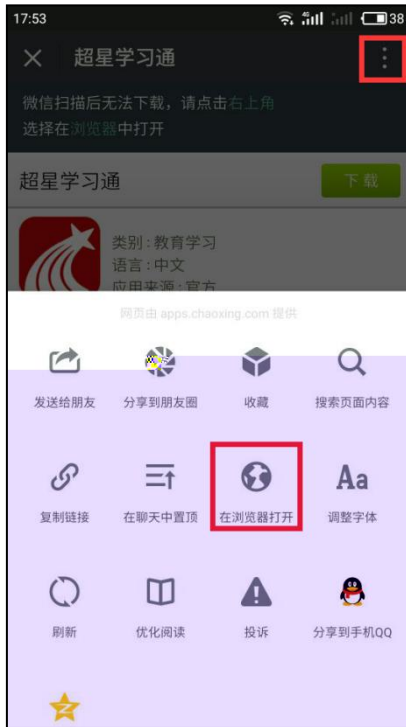 17:53
4G
38
超星学习通
微信扫描后无法下载，请点击右上角
选择在浏览器中打开
超星学习通
下载
类别：教育学习
语言：中文
应用来源：官方
网页由 apps.chaoxing.com 提供
发送给朋友 分享到朋友圈 收藏 搜索页面内容
Aa
复制链接 在聊天中置顶 在浏览器打开 调整字体
刷新 优化阅读 投诉 分享到手机QQ